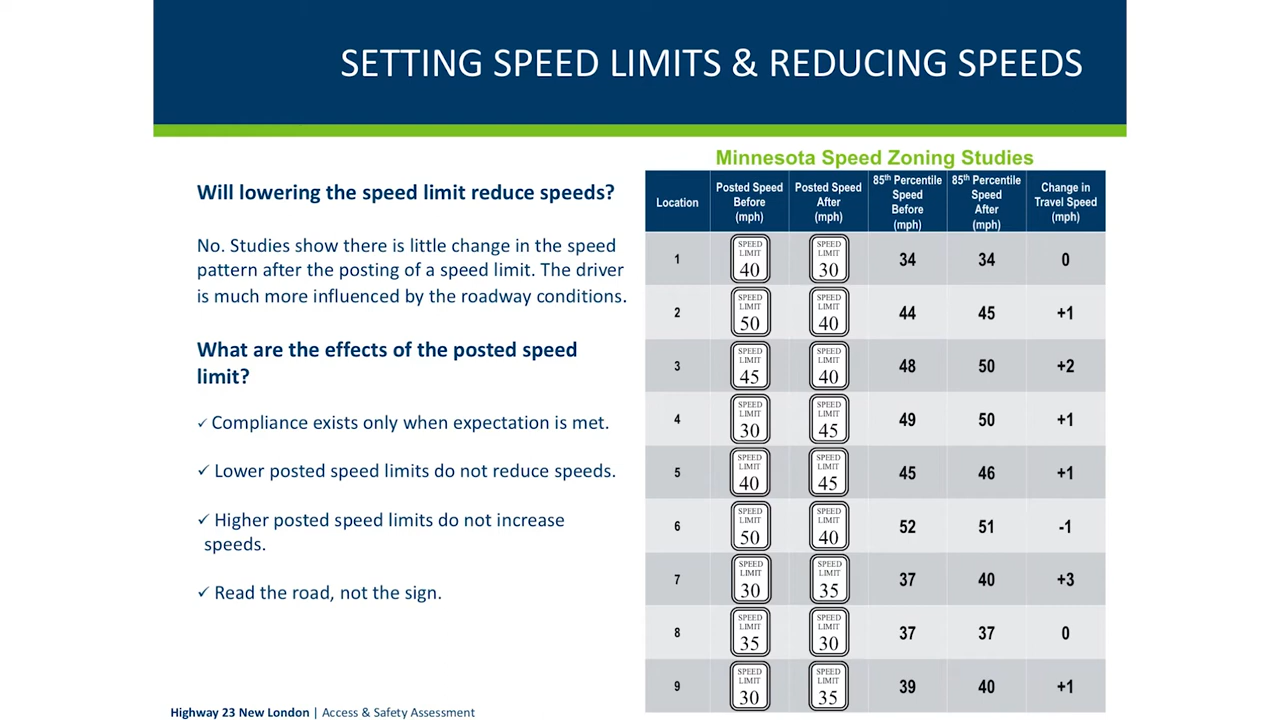 SETTING SPEED LIMITS & REDUCING SPEEDS
Will lowering the speed limit reduce speeds?
No. Studies show there is little change in the speed
pattern after the posting of a speed limit. The driver
is much more influenced by the roadway conditions.
What are the effects of the posted speed
limit?
✓ Compliance exists only when expectation is met.
✓ Lower posted speed limits do not reduce speeds.
✓ Higher posted speed limits do not increase
speeds.
✓ Read the road, not the sign.
Minnesota Speed Zoning Studies
Location | Posted Speed Before (mph) | Posted Speed After (mph) | 85th Percentile Speed Before (mph) | 85th Percentile Speed After (mph) | Change in Travel Speed (mph)
1 | SPEED LIMIT 40 | SPEED LIMIT 30 | 34 | 34 | 0
2 | SPEED LIMIT 50 | SPEED LIMIT 40 | 44 | 45 | +1
3 | SPEED LIMIT 45 | SPEED LIMIT 40 | 48 | 50 | +2
4 | SPEED LIMIT 30 | SPEED LIMIT 45 | 49 | 50 | +1
5 | SPEED LIMIT 40 | SPEED LIMIT 45 | 45 | 46 | +1
6 | SPEED LIMIT 50 | SPEED LIMIT 40 | 52 | 51 | -1
7 | SPEED LIMIT 30 | SPEED LIMIT 35 | 37 | 40 | +3
8 | SPEED LIMIT 35 | SPEED LIMIT 30 | 37 | 37 | 0
9 | SPEED LIMIT 30 | SPEED LIMIT 35 | 39 | 40 | +1
Highway 23 New London | Access & Safety Assessment